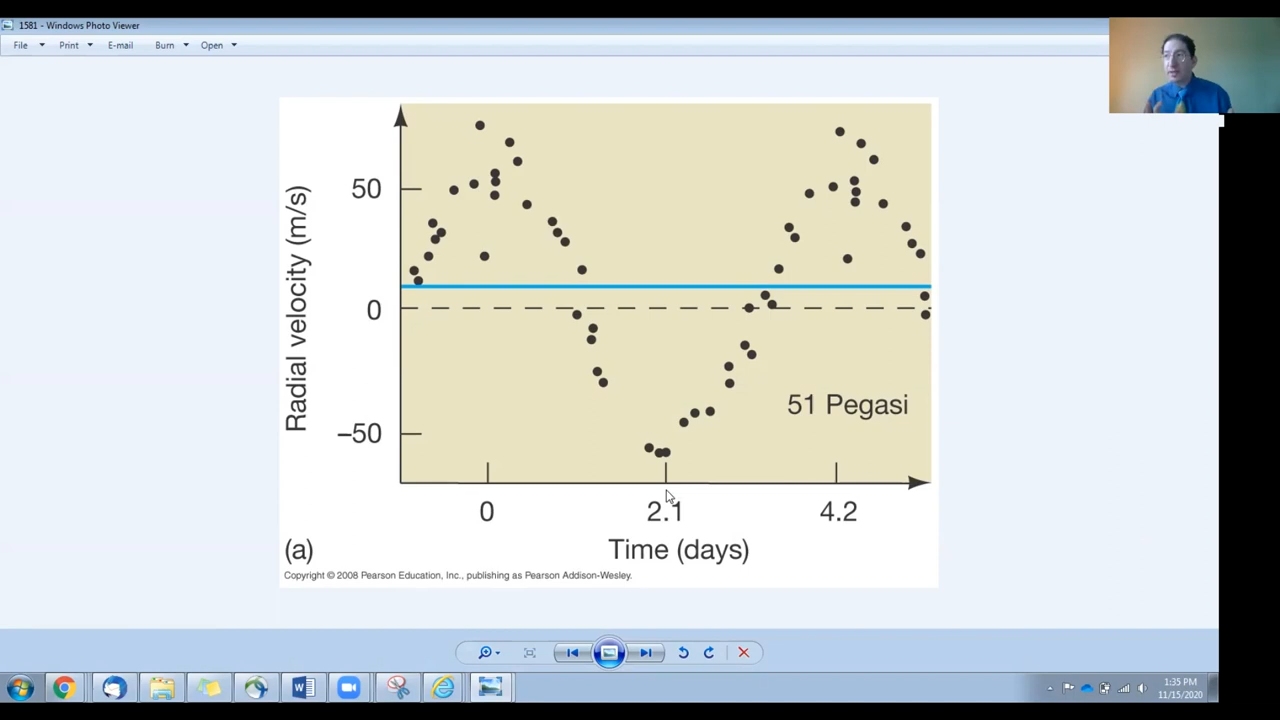 1581 - Windows Photo Viewer
File Print E-mail Burn Open
50
0
–50
Radial velocity (m/s)
51 Pegasi
0 2.1 4.2
Time (days)
(a)
Copyright © 2008 Pearson Education, Inc., publishing as Pearson Addison-Wesley.
1:35 PM
11/15/2020